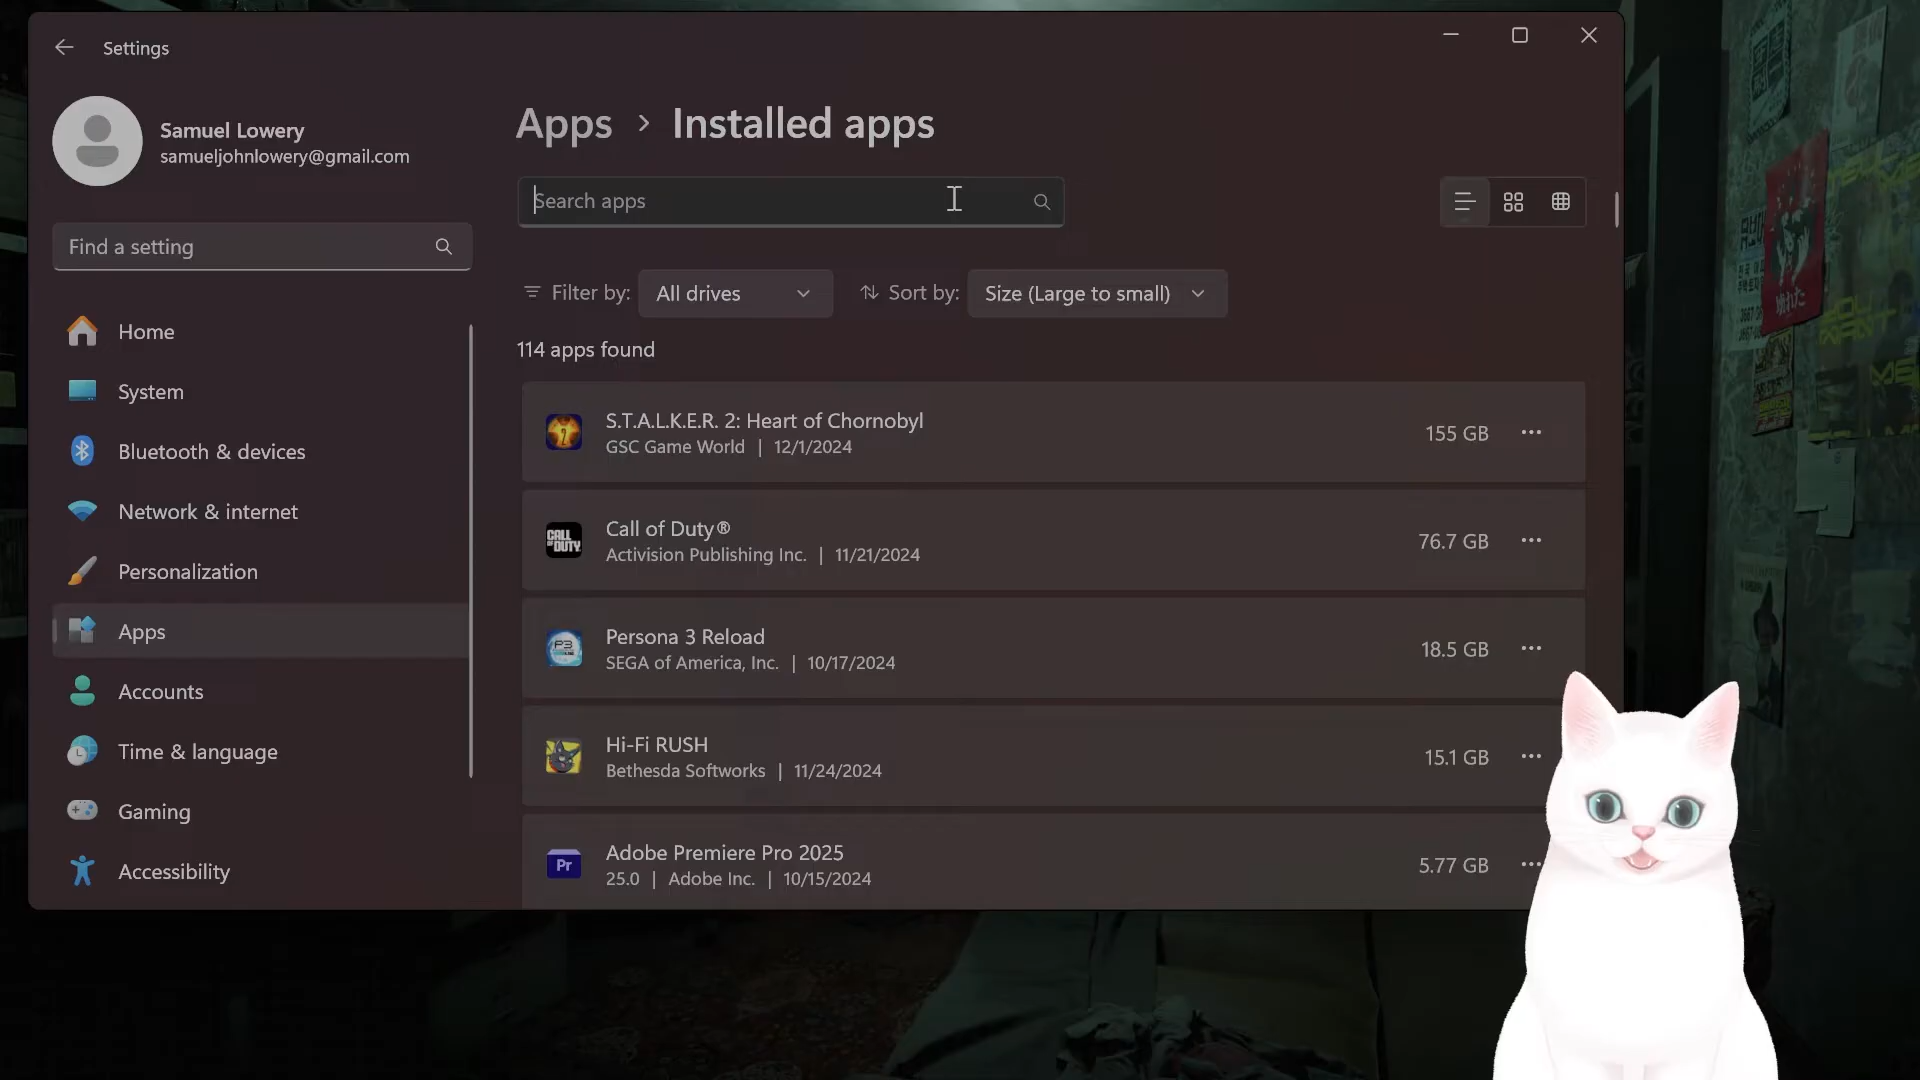 Settings
Samuel Lowery
samueljohnlowery@gmail.com
Find a setting
Home
System
Bluetooth & devices
Network & internet
Personalization
Apps
Accounts
Time & language
Gaming
Accessibility
Apps > Installed apps
Search apps
Filter by: All drives
Sort by: Size (Large to small)
114 apps found
S.T.A.L.K.E.R. 2: Heart of Chornobyl
GSC Game World | 12/1/2024
155 GB
CALL OF DUTY
Call of Duty®
Activision Publishing Inc. | 11/21/2024
76.7 GB
P3
Persona 3 Reload
SEGA of America, Inc. | 10/17/2024
18.5 GB
Hi-Fi RUSH
Bethesda Softworks | 11/24/2024
15.1 GB
Pr
Adobe Premiere Pro 2025
25.0 | Adobe Inc. | 10/15/2024
5.77 GB